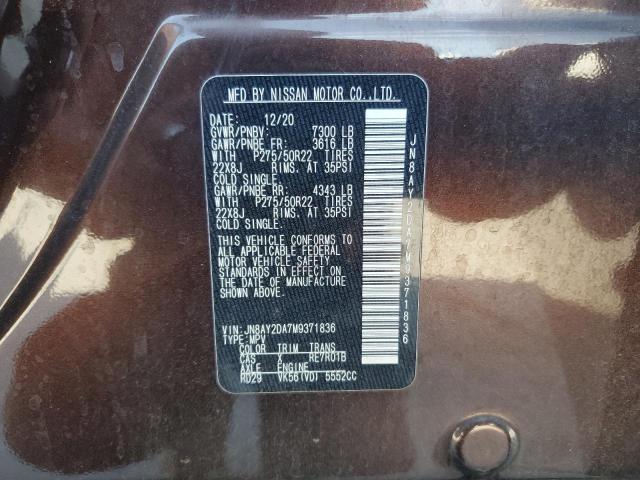 MFD BY NISSAN MOTOR CO.,LTD.
DATE: 12/20
GVWR/PNBV: 7300 LB
GAWR/PNBE FR: 3616 LB
WITH P275/50R22 TIRES
22X8J RIMS, AT 35PSI
COLD SINGLE.
GAWR/PNBE RR: 4343 LB
WITH P275/50R22 TIRES
22X8J RIMS, AT 35PSI
COLD SINGLE.
THIS VEHICLE CONFORMS TO
ALL APPLICABLE FEDERAL
MOTOR VEHICLE SAFETY
STANDARDS IN EFFECT ON
THE DATE OF MANUFACTURE
SHOWN ABOVE.
VIN: JN8AY2DA7M9371836
TYPE: MPV
COLOR TRIM TRANS
CAS X RE7R01B
AXLE ENGINE
RD29 VK56(VD) 5552CC
JN8AY2DA7M9371836